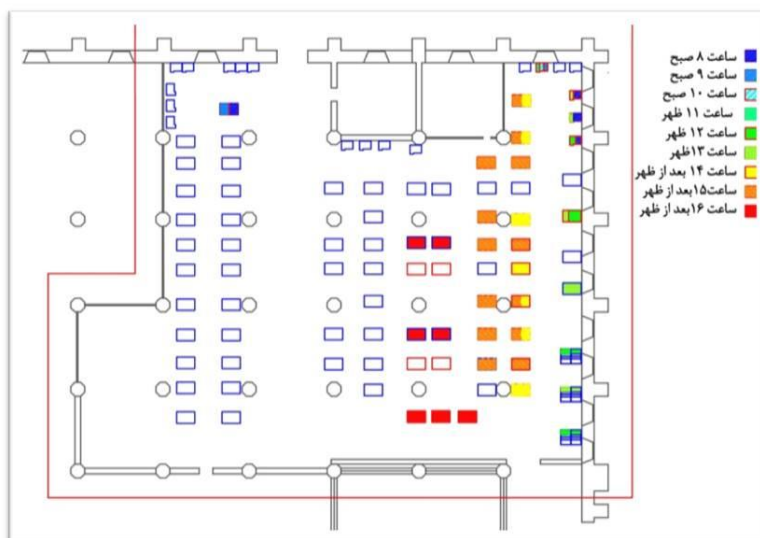 ساعت ۸ صبح
ساعت ۹ صبح
ساعت ۱۰ صبح
ساعت ۱۱ ظهر
ساعت ۱۲ ظهر
ساعت ۱۳ظهر
ساعت ۱۴ بعد از ظهر
ساعت۱۵بعد از ظهر
ساعت ۱۶بعد از ظهر